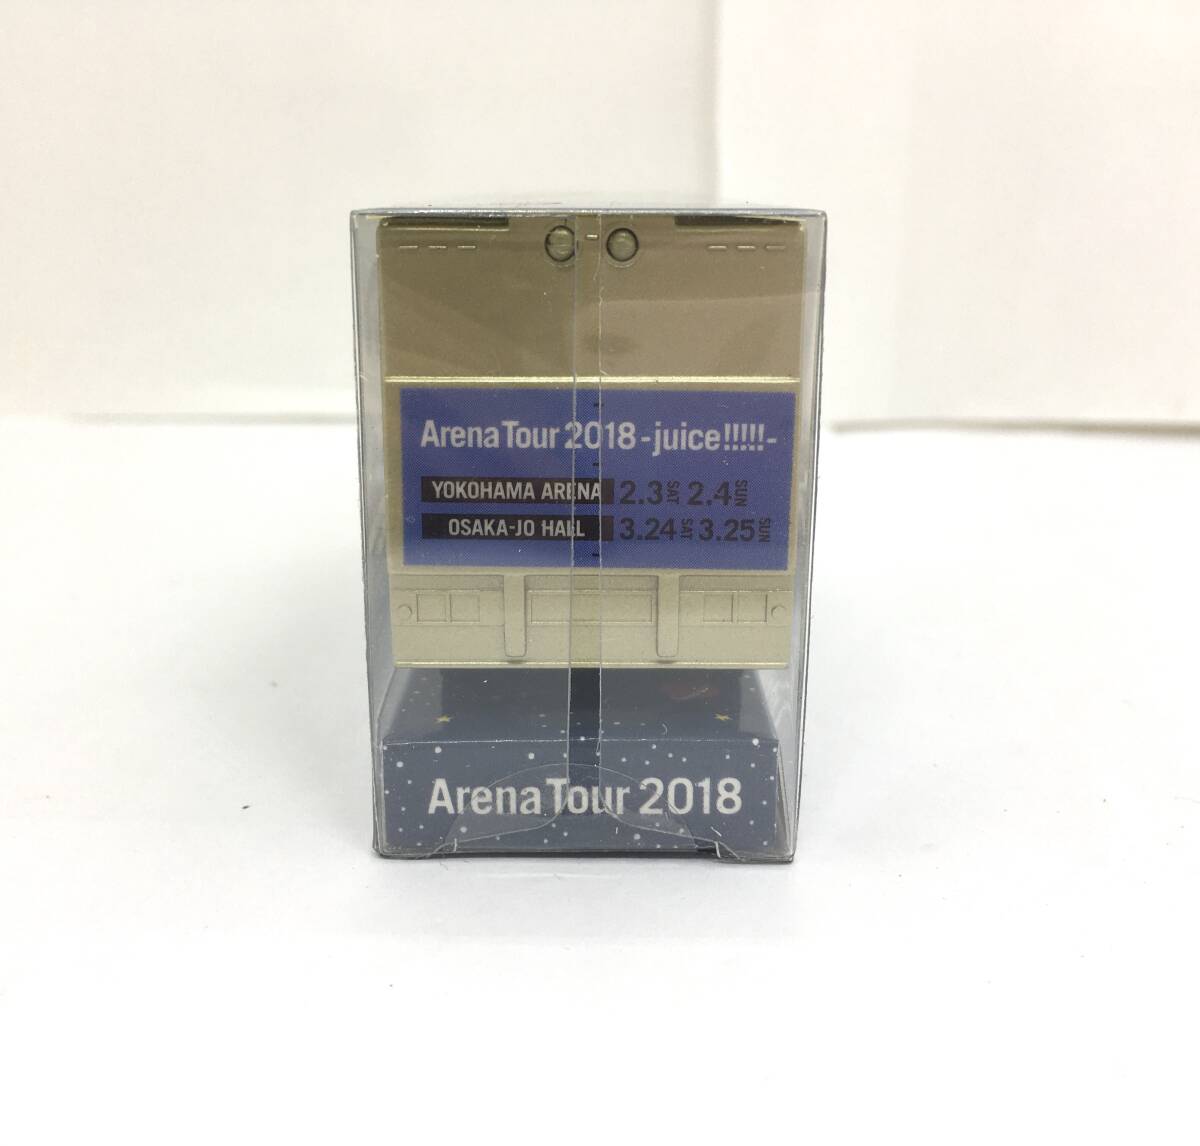 Arena Tour 2018 -juice!!!!!-
YOKOHAMA ARENA 2.3 SAT 2.4 SUN
OSAKA-JO HALL 3.24 SAT 3.25 SUN
Arena Tour 2018